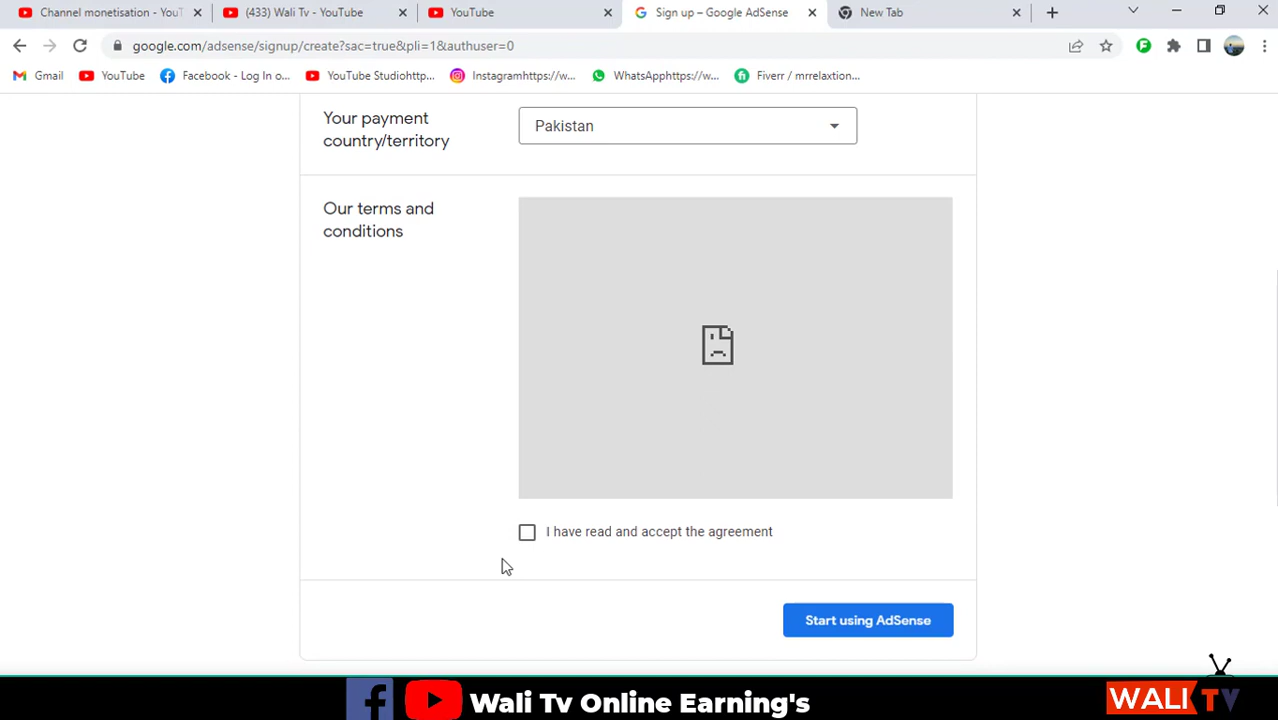 Channel monetisation - YouT
(433) Wali Tv - YouTube
YouTube
Sign up – Google AdSense
New Tab
google.com/adsense/signup/create?sac=true&pli=1&authuser=0
Gmail
YouTube
Facebook - Log In o...
YouTube Studiohttp...
Instagramhttps://w...
WhatsApphttps://w...
Fiverr / mrrelaxtion...
Your payment
country/territory
Pakistan
Our terms and
conditions
I have read and accept the agreement
Start using AdSense
Wali Tv Online Earning's
WALI TV